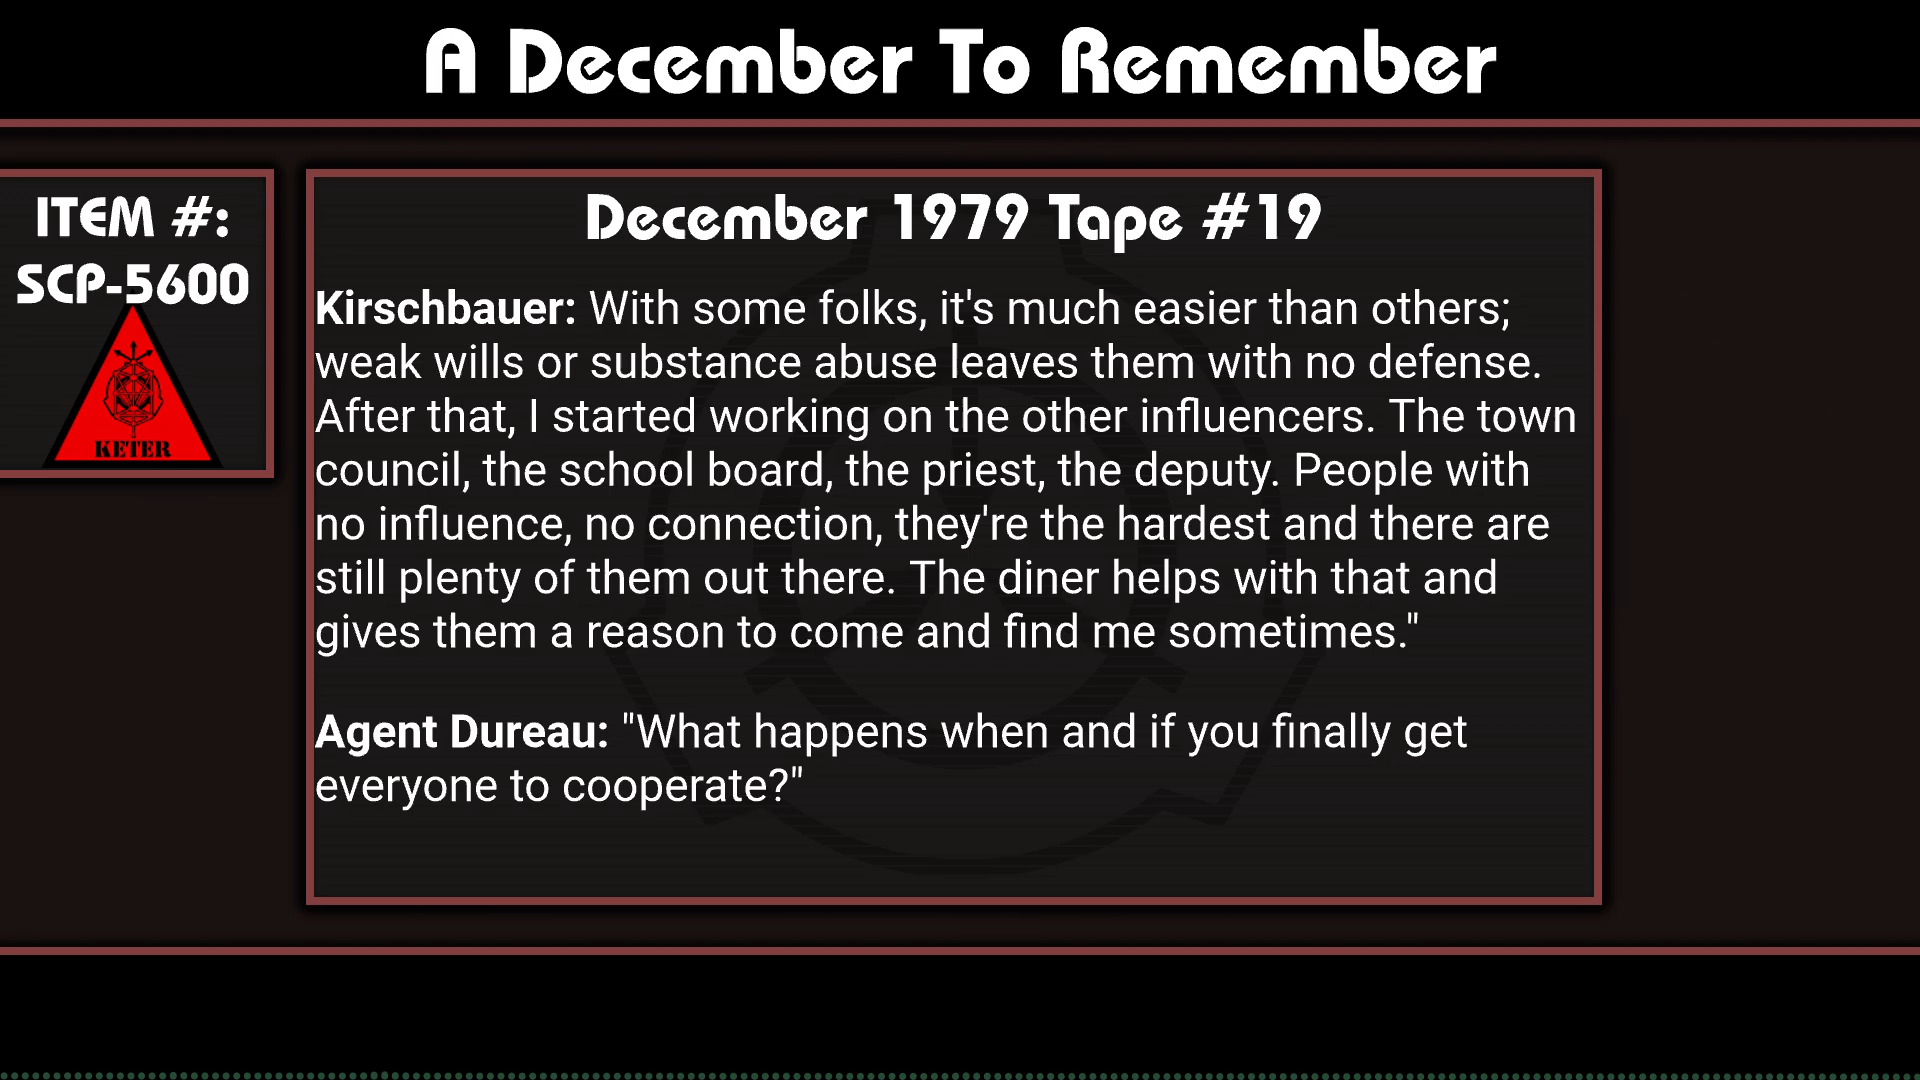 A December To Remember
ITEM #:
SCP-5600
KETER
December 1979 Tape #19
Kirschbauer: With some folks, it's much easier than others;
weak wills or substance abuse leaves them with no defense.
After that, I started working on the other influencers. The town
council, the school board, the priest, the deputy. People with
no influence, no connection, they're the hardest and there are
still plenty of them out there. The diner helps with that and
gives them a reason to come and find me sometimes."
Agent Dureau: "What happens when and if you finally get
everyone to cooperate?"